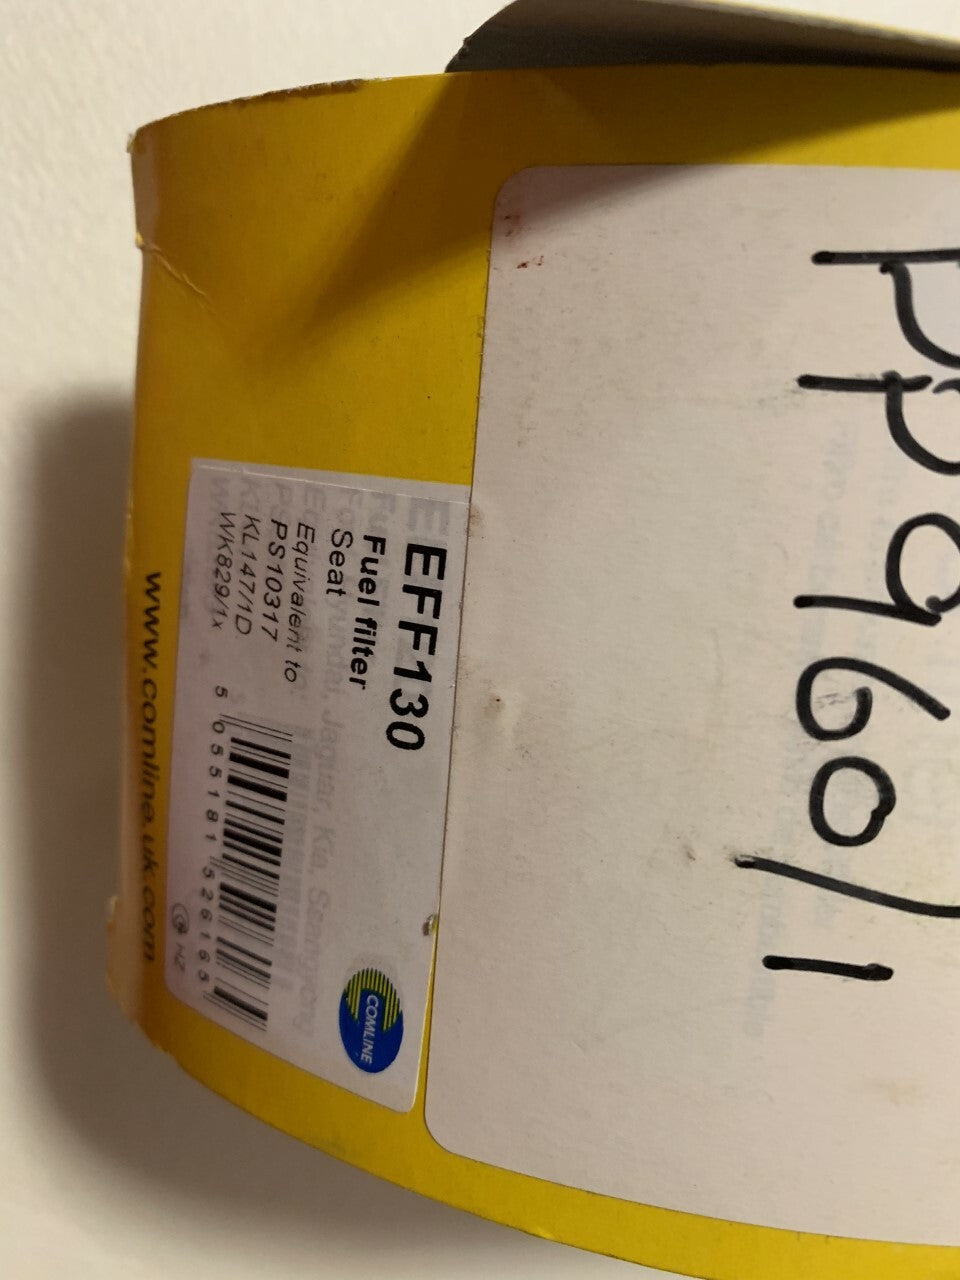 EFF130
Fuel filter
Seat
Equivalent to
PS10317
KL147/1D
WK829/1x
5 055181 526165
COMLINE
www.comline.uk.com
PP960/1